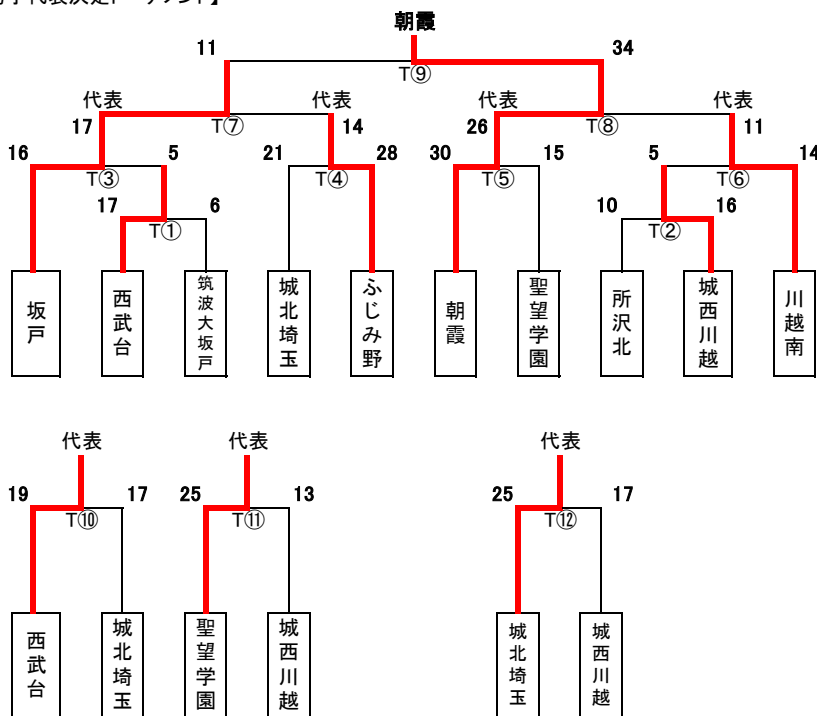 朝霞
11 34
T⑨
代表 代表 代表 代表
17 T⑦ 14 26 T⑧ 11
16 5 21 28 30 15 5 14
T③ T④ T⑤ T⑥
17 6 10 16
T① T②
坂戸
西武台
筑波大坂戸
城北埼玉
ふじみ野
朝霞
聖望学園
所沢北
城西川越
川越南
代表 代表 代表
19 17 25 13 25 17
T⑩ T⑪ T⑫
西武台
城北埼玉
聖望学園
城西川越
城北埼玉
城西川越